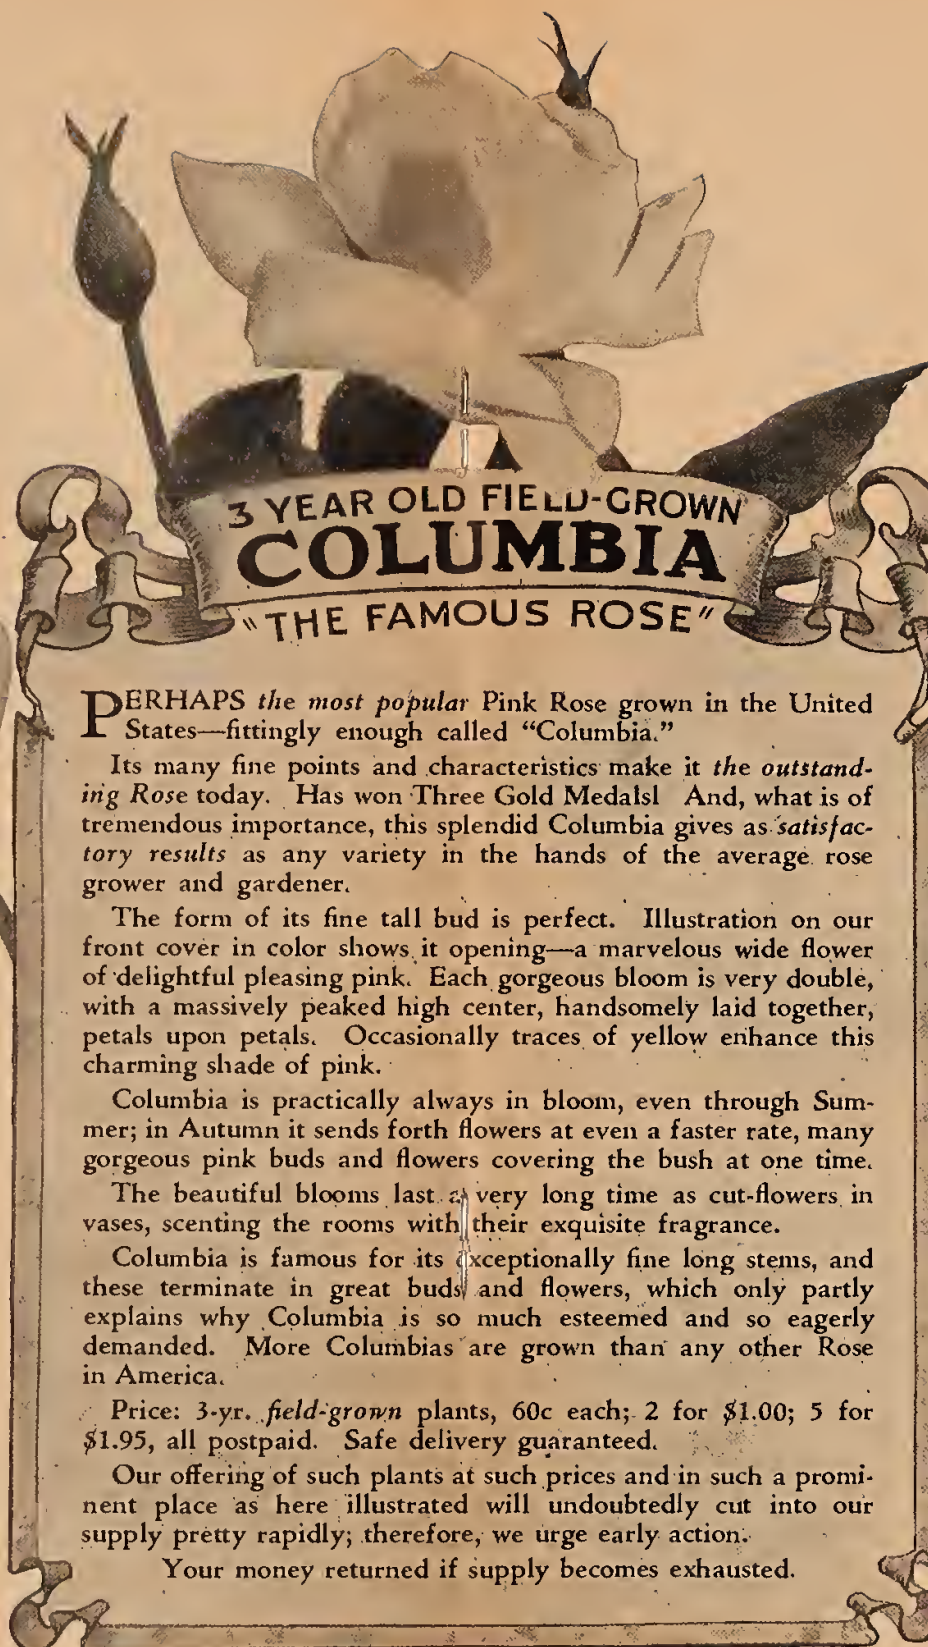 3 YEAR OLD FIELD-GROWN
COLUMBIA
"THE FAMOUS ROSE"
PERHAPS the most popular Pink Rose grown in the United
States—fittingly enough called "Columbia."
Its many fine points and characteristics make it the outstand-
ing Rose today. Has won Three Gold Medals! And, what is of
tremendous importance, this splendid Columbia gives as satisfac-
tory results as any variety in the hands of the average rose
grower and gardener.
The form of its fine tall bud is perfect. Illustration on our
front cover in color shows it opening—a marvelous wide flower
of delightful pleasing pink. Each gorgeous bloom is very double,
with a massively peaked high center, handsomely laid together,
petals upon petals. Occasionally traces of yellow enhance this
charming shade of pink.
Columbia is practically always in bloom, even through Sum-
mer; in Autumn it sends forth flowers at even a faster rate, many
gorgeous pink buds and flowers covering the bush at one time.
The beautiful blooms last a very long time as cut-flowers in
vases, scenting the rooms with their exquisite fragrance.
Columbia is famous for its exceptionally fine long stems, and
these terminate in great buds and flowers, which only partly
explains why Columbia is so much esteemed and so eagerly
demanded. More Columbias are grown than any other Rose
in America.
Price: 3-yr. field-grown plants, 60c each; 2 for $1.00; 5 for
$1.95, all postpaid. Safe delivery guaranteed.
Our offering of such plants at such prices and in such a promi-
nent place as here illustrated will undoubtedly cut into our
supply pretty rapidly; therefore, we urge early action.
Your money returned if supply becomes exhausted.